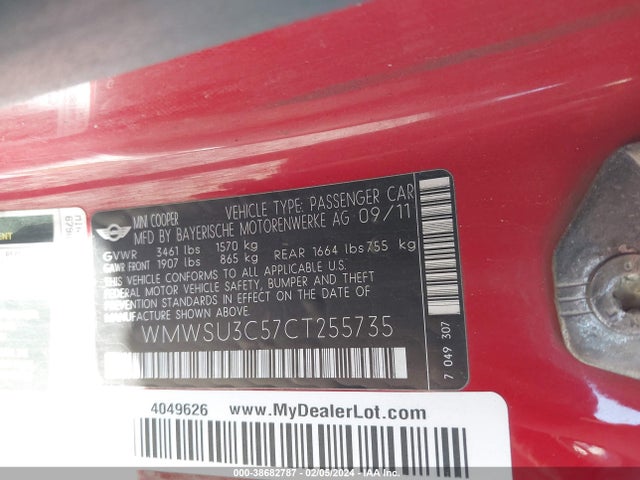 MINI COOPER VEHICLE TYPE: PASSENGER CAR
MFD BY BAYERISCHE MOTORENWERKE AG 09/11
GVWR 3461 lbs 1570 kg
GAWR FRONT 1907 lbs 865 kg REAR 1664 lbs 755 kg
THIS VEHICLE CONFORMS TO ALL APPLICABLE U.S.
FEDERAL MOTOR VEHICLE SAFETY, BUMPER, AND THEFT
PREVENTION STANDARDS IN EFFECT ON THE DATE OF
MANUFACTURE SHOWN ABOVE.
WMWSU3C57CT255735
7 049 307
4049626 www.MyDealerLot.com
000-38682787 - 02/05/2024 - IAA Inc.